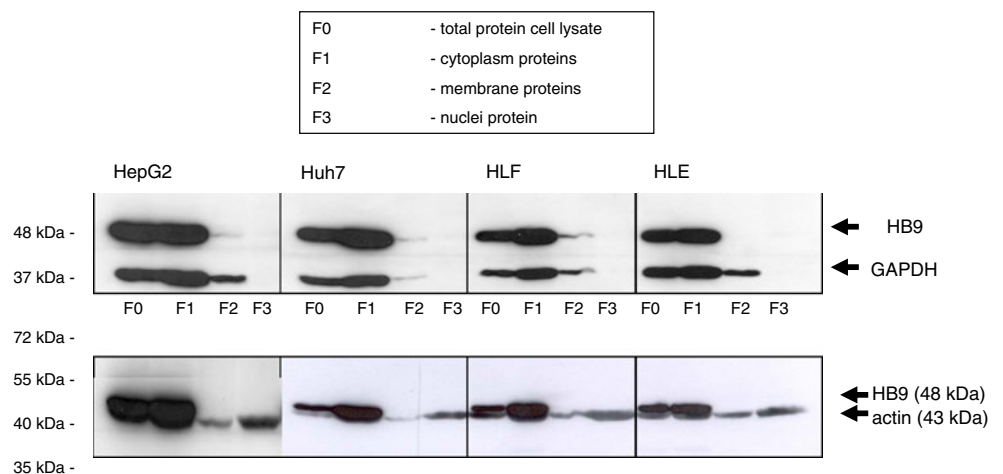 F0 - total protein cell lysate
F1 - cytoplasm proteins
F2 - membrane proteins
F3 - nuclei protein
HepG2 Huh7 HLF HLE
48 kDa - HB9
37 kDa - GAPDH
F0 F1 F2 F3 F0 F1 F2 F3 F0 F1 F2 F3 F0 F1 F2 F3
72 kDa -
55 kDa -
HB9 (48 kDa)
40 kDa - actin (43 kDa)
35 kDa -